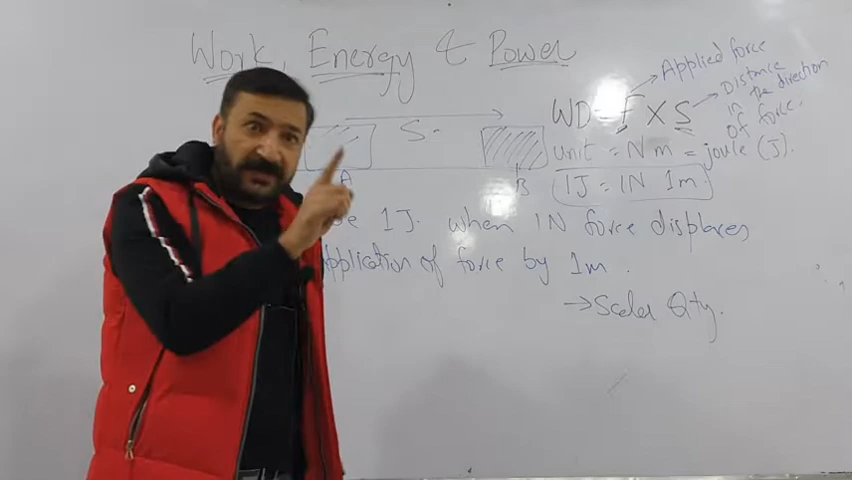 Work, Energy & Power
Applied force
Distance
in the direction
of force.
WD = F X S
S
A
B
unit = N m = joule (J).
1J = 1N 1m.
be 1J. when 1N force displaces
Application of force by 1m.
→ Scaler Qty.